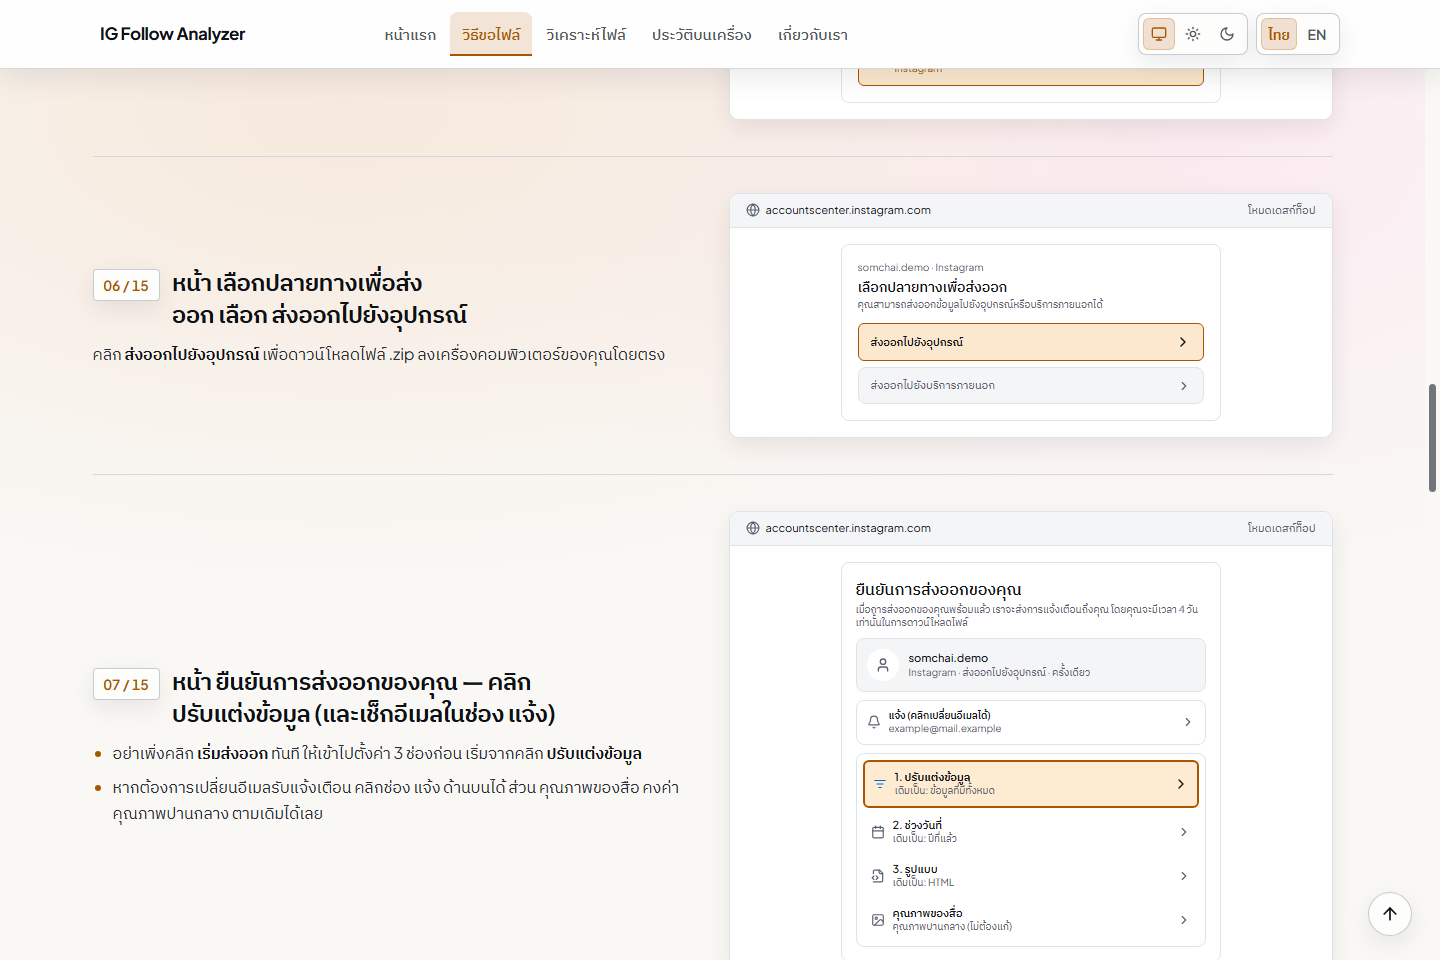 IG Follow Analyzer
หน้าแรก
วิธีขอไฟล์
วิเคราะห์ไฟล์
ประวัติบนเครื่อง
เกี่ยวกับเรา
ไทย
EN
Instagram
06 / 15
หน้า เลือกปลายทางเพื่อส่ง
ออก เลือก ส่งออกไปยังอุปกรณ์
คลิก ส่งออกไปยังอุปกรณ์ เพื่อดาวน์โหลดไฟล์ .zip ลงเครื่องคอมพิวเตอร์ของคุณโดยตรง
accountscenter.instagram.com
โหมดเดสก์ท็อป
somchai.demo · Instagram
เลือกปลายทางเพื่อส่งออก
คุณสามารถส่งออกข้อมูลไปยังอุปกรณ์หรือบริการภายนอกได้
ส่งออกไปยังอุปกรณ์
ส่งออกไปยังบริการภายนอก
07 / 15
หน้า ยืนยันการส่งออกของคุณ — คลิก
ปรับแต่งข้อมูล (และเช็กอีเมลในช่อง แจ้ง)
อย่าเพิ่งคลิก เริ่มส่งออก ทันที ให้เข้าไปตั้งค่า 3 ช่องก่อน เริ่มจากคลิก ปรับแต่งข้อมูล
หากต้องการเปลี่ยนอีเมลรับแจ้งเตือน คลิกช่อง แจ้ง ด้านบนได้ ส่วน คุณภาพของสื่อ คงค่า
คุณภาพปานกลาง ตามเดิมได้เลย
accountscenter.instagram.com
โหมดเดสก์ท็อป
ยืนยันการส่งออกของคุณ
เมื่อการส่งออกของคุณพร้อมแล้ว เราจะส่งการแจ้งเตือนถึงคุณ โดยคุณจะมีเวลา 4 วัน
เท่านั้นในการดาวน์โหลดไฟล์
somchai.demo
Instagram · ส่งออกไปยังอุปกรณ์ · ครั้งเดียว
แจ้ง (คลิกเปลี่ยนอีเมลได้)
example@mail.example
1. ปรับแต่งข้อมูล
เดิมเป็น: ข้อมูลที่มีทั้งหมด
2. ช่วงวันที่
เดิมเป็น: ปีที่แล้ว
3. รูปแบบ
เดิมเป็น: HTML
คุณภาพของสื่อ
คุณภาพปานกลาง (ไม่ต้องแก้)